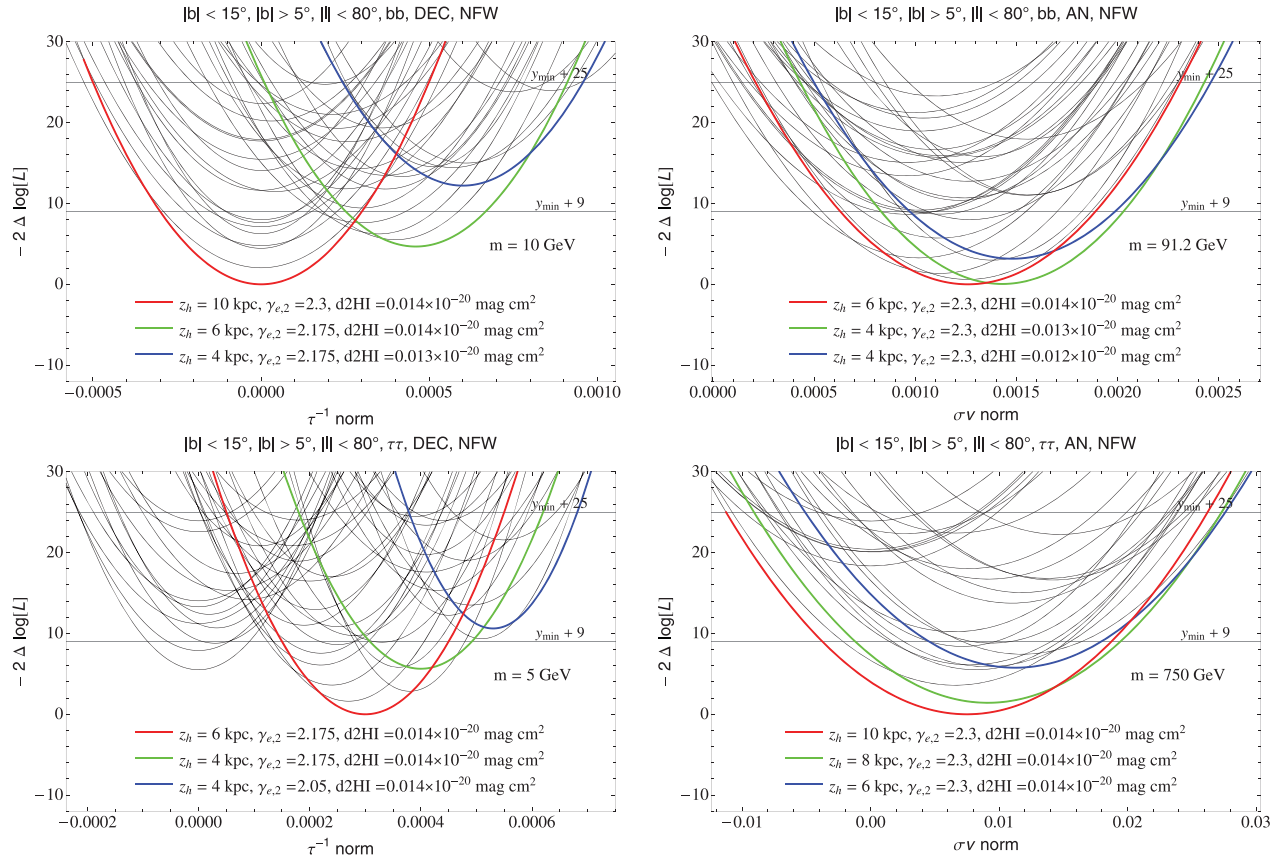 |b| < 15°, |b| > 5°, |l| < 80°, bb, DEC, NFW
30
y_min + 25
20
− 2 Δ log[L]
10
y_min + 9
m = 10 GeV
0
z_h = 10 kpc, γ_e,2 =2.3, d2HI =0.014×10^−20 mag cm^2
z_h = 6 kpc, γ_e,2 =2.175, d2HI =0.014×10^−20 mag cm^2
z_h = 4 kpc, γ_e,2 =2.175, d2HI =0.013×10^−20 mag cm^2
−10
−0.0005 0.0000 0.0005 0.0010
τ^−1 norm
|b| < 15°, |b| > 5°, |l| < 80°, bb, AN, NFW
30
y_min + 25
20
− 2 Δ log[L]
10
y_min + 9
m = 91.2 GeV
0
z_h = 6 kpc, γ_e,2 =2.3, d2HI =0.014×10^−20 mag cm^2
z_h = 4 kpc, γ_e,2 =2.3, d2HI =0.013×10^−20 mag cm^2
z_h = 4 kpc, γ_e,2 =2.3, d2HI =0.012×10^−20 mag cm^2
−10
0.0000 0.0005 0.0010 0.0015 0.0020 0.0025
σv norm
|b| < 15°, |b| > 5°, |l| < 80°, ττ, DEC, NFW
30
y_min + 25
20
− 2 Δ log[L]
10
y_min + 9
m = 5 GeV
0
z_h = 6 kpc, γ_e,2 =2.175, d2HI =0.014×10^−20 mag cm^2
z_h = 4 kpc, γ_e,2 =2.175, d2HI =0.014×10^−20 mag cm^2
z_h = 4 kpc, γ_e,2 =2.05, d2HI =0.014×10^−20 mag cm^2
−10
−0.0002 0.0000 0.0002 0.0004 0.0006
τ^−1 norm
|b| < 15°, |b| > 5°, |l| < 80°, ττ, AN, NFW
30
y_min + 25
20
− 2 Δ log[L]
10
y_min + 9
m = 750 GeV
0
z_h = 10 kpc, γ_e,2 =2.3, d2HI =0.014×10^−20 mag cm^2
z_h = 8 kpc, γ_e,2 =2.3, d2HI =0.014×10^−20 mag cm^2
z_h = 6 kpc, γ_e,2 =2.3, d2HI =0.014×10^−20 mag cm^2
−10
−0.01 0.00 0.01 0.02 0.03
σv norm